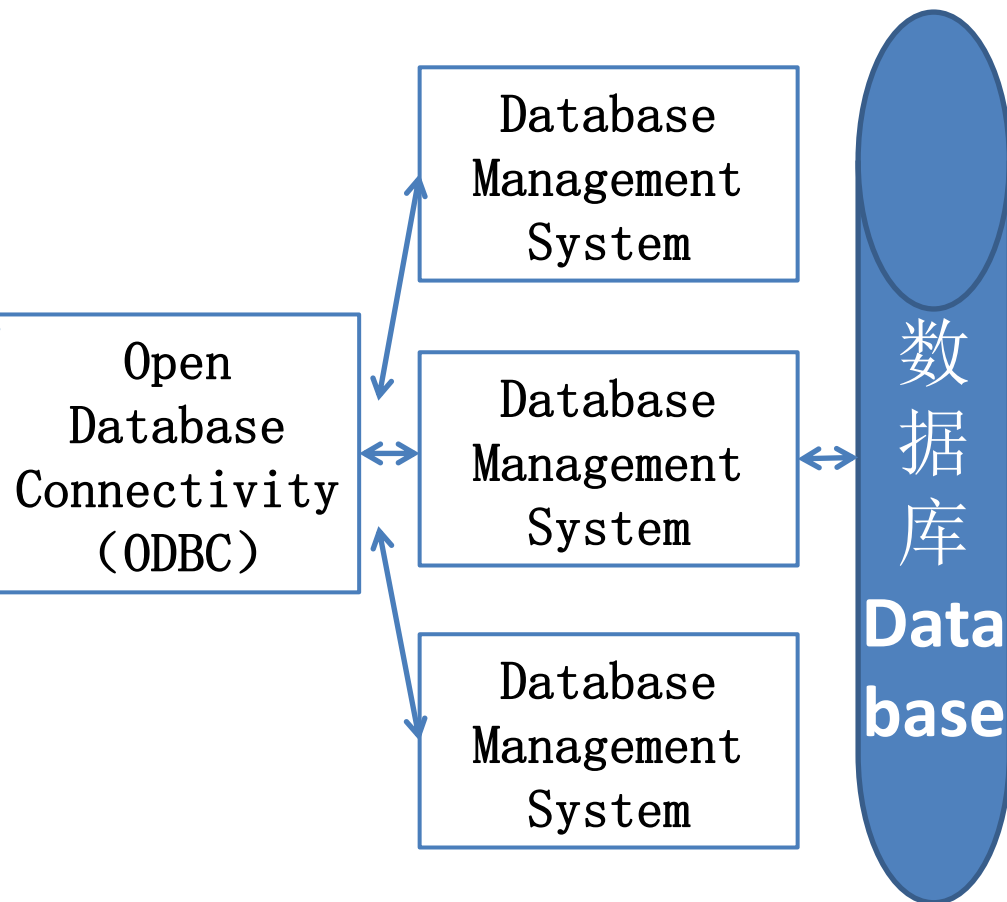 Open
Database
Connectivity
（ODBC）
Database
Management
System
Database
Management
System
Database
Management
System
数
据
库
Data
base